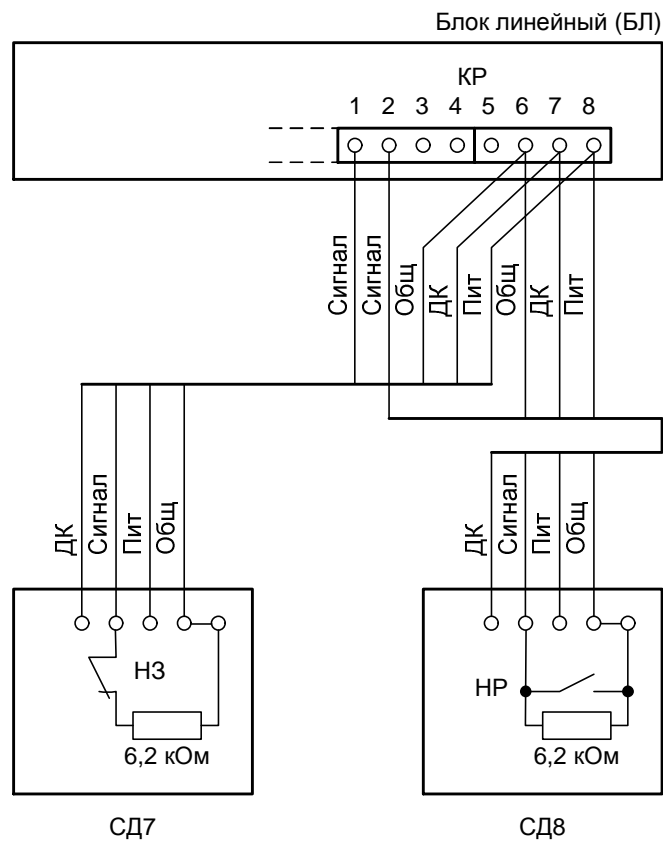 Блок линейный (БЛ)
КР
1 2 3 4 5 6 7 8
Сигнал
Сигнал
Общ
ДК
Пит
Общ
ДК
Пит
ДК
Сигнал
Пит
Общ
ДК
Сигнал
Пит
Общ
НЗ
6,2 кОм
НР
6,2 кОм
СД7
СД8